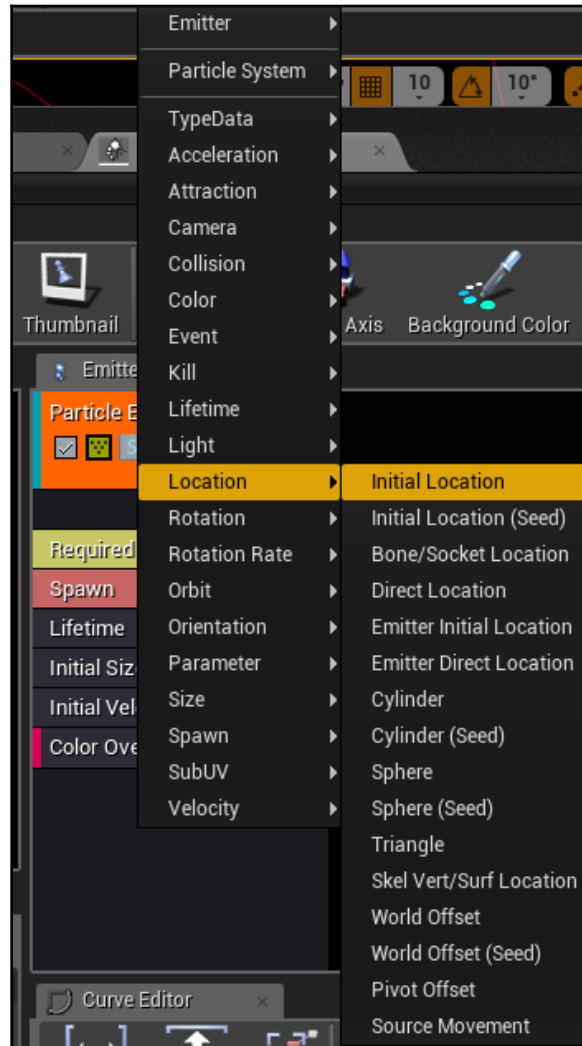 Emitter
Particle System
10
10°
TypeData
Acceleration
Attraction
Camera
Collision
Color
Event
Kill
Lifetime
Light
Location
Rotation
Rotation Rate
Orbit
Orientation
Parameter
Size
Spawn
SubUV
Velocity
Thumbnail
Axis
Background Color
Emitte
Particle E
S
Required
Spawn
Lifetime
Initial Siz
Initial Vel
Color Ove
Initial Location
Initial Location (Seed)
Bone/Socket Location
Direct Location
Emitter Initial Location
Emitter Direct Location
Cylinder
Cylinder (Seed)
Sphere
Sphere (Seed)
Triangle
Skel Vert/Surf Location
World Offset
World Offset (Seed)
Pivot Offset
Source Movement
Curve Editor